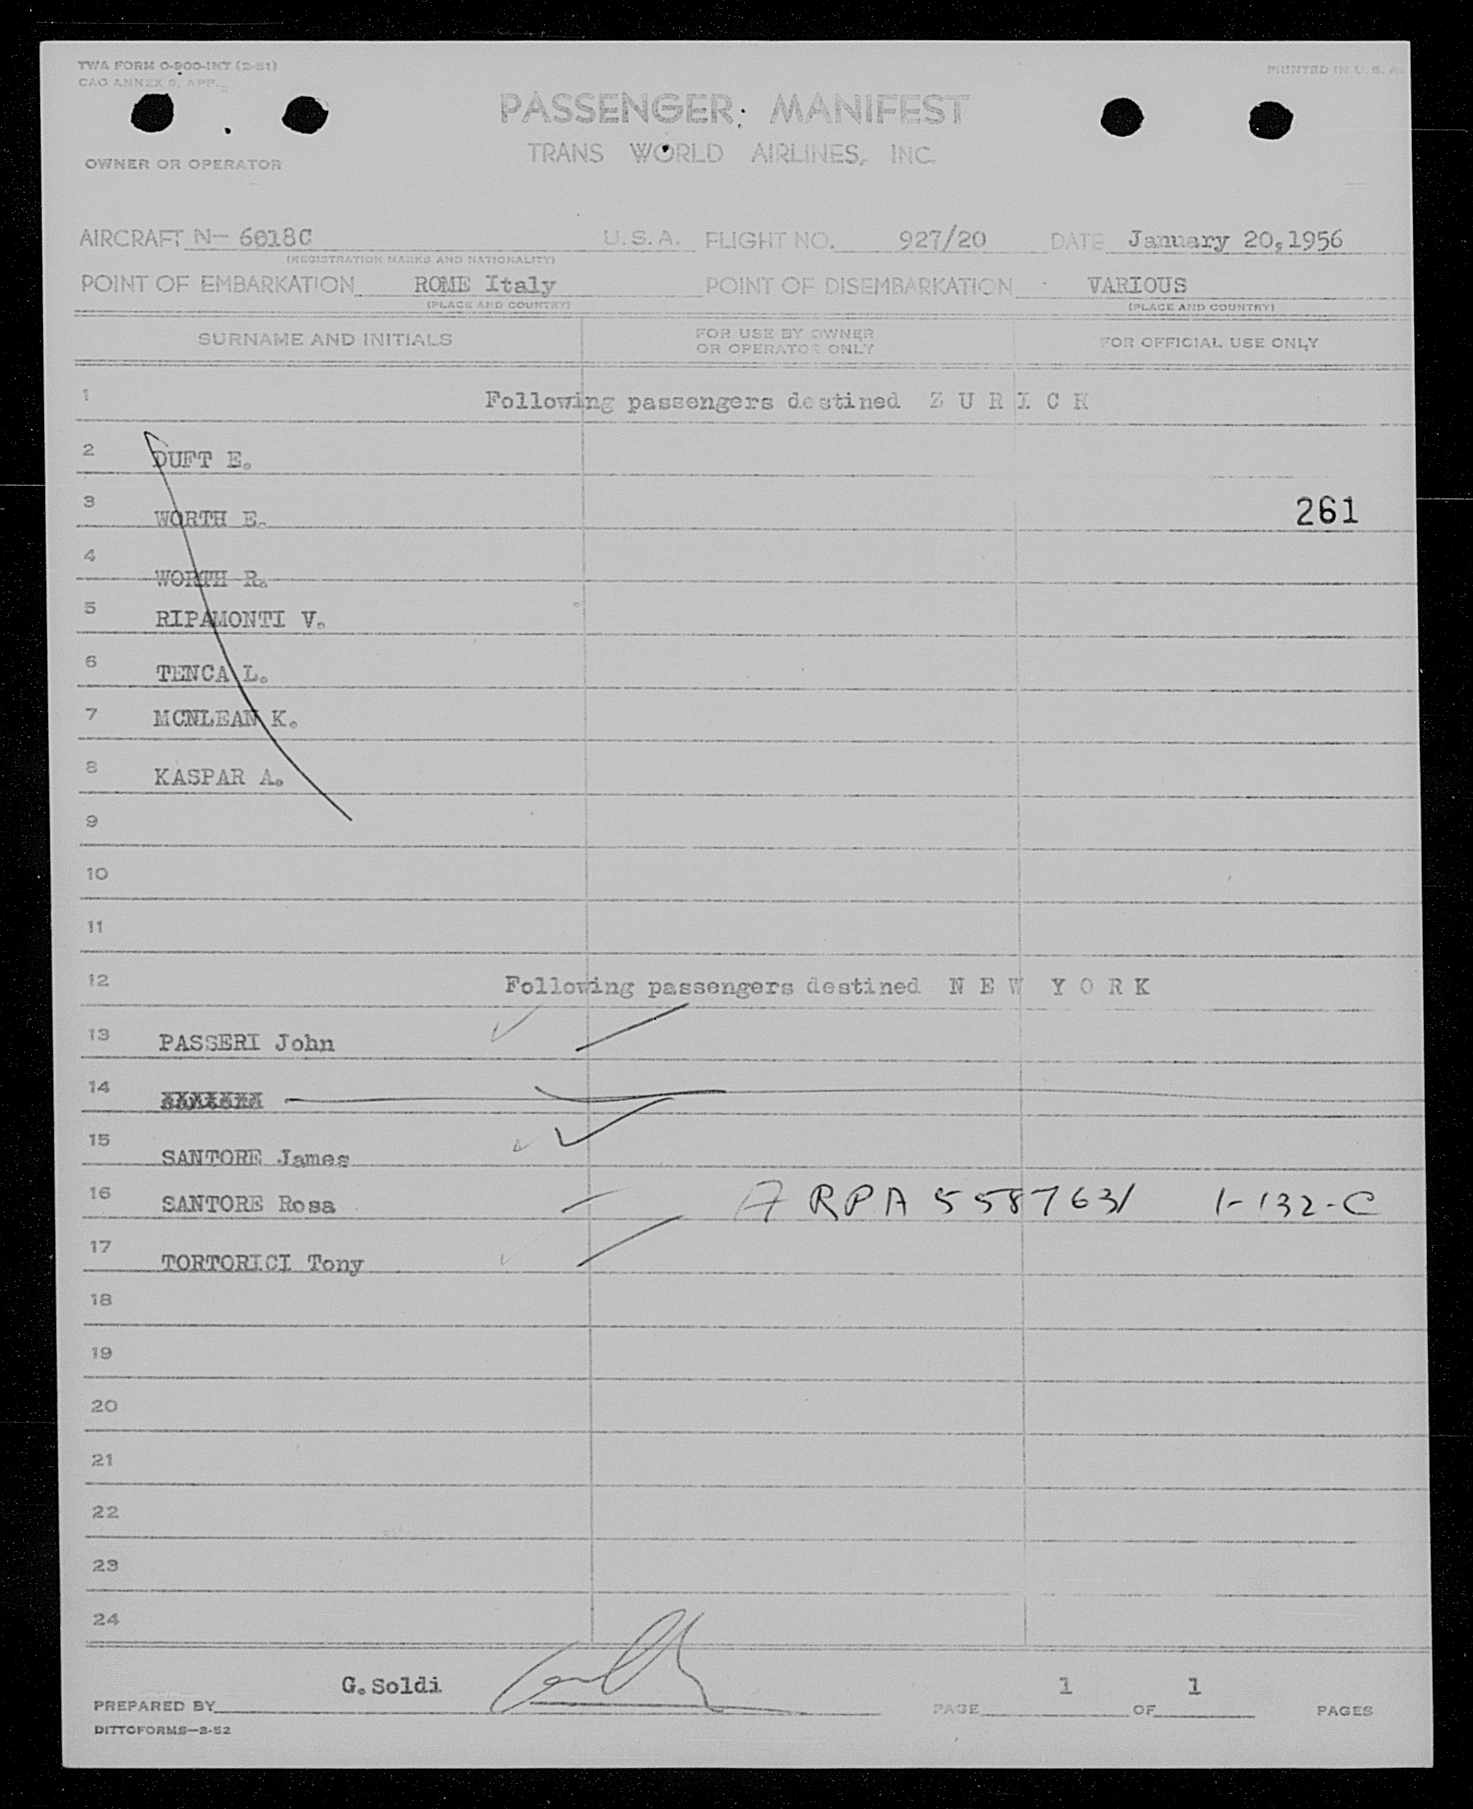 TWA FORM O-900-INT (2-51)
CAO ANNEX 9, APP.
PRINTED IN U. S. A.
PASSENGER MANIFEST
TRANS WORLD AIRLINES, INC.
OWNER OR OPERATOR
AIRCRAFT N- 6018C U.S.A. FLIGHT NO. 927/20 DATE January 20,1956
(REGISTRATION MARKS AND NATIONALITY)
POINT OF EMBARKATION ROME Italy POINT OF DISEMBARKATION VARIOUS
(PLACE AND COUNTRY) (PLACE AND COUNTRY)
SURNAME AND INITIALS FOR USE BY OWNER OR OPERATOR ONLY FOR OFFICIAL USE ONLY
1 Following passengers destined Z U R I C H
2 DUFT E.
3 WORTH E. 261
4 WORTH R.
5 RIPAMONTI V.
6 TENCA L.
7 MCNLEAN K.
8 KASPAR A.
9
10
11
12 Following passengers destined N E W Y O R K
13 PASSERI John
14
15 SANTORE James
16 SANTORE Rosa A RPA 5587631 1-132-C
17 TORTORICI Tony
18
19
20
21
22
23
24
G.Soldi 1 1
PREPARED BY PAGE OF PAGES
DITTOFORMS—3-52